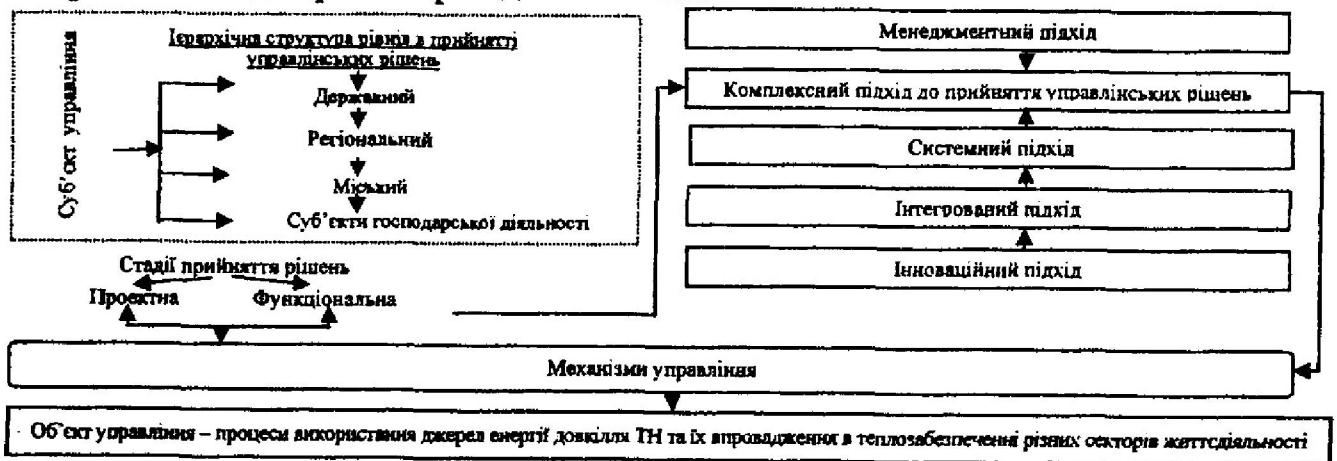 Суб’єкт управління
Ієрархічна структура рівнів в прийнятті
управлінських рішень
Державний
Регіональний
Міський
Суб’єкти господарської діяльності
Стадії прийняття рішень
Проектна Функціональна
Менеджментний підхід
Комплексний підхід до прийняття управлінських рішень
Системний підхід
Інтегрований підхід
Інноваційний підхід
Механізми управління
Об’єкт управління – процеси використання джерел енергії довкілля ТН та їх впровадження в теплозабезпеченні різних секторів життєдіяльності